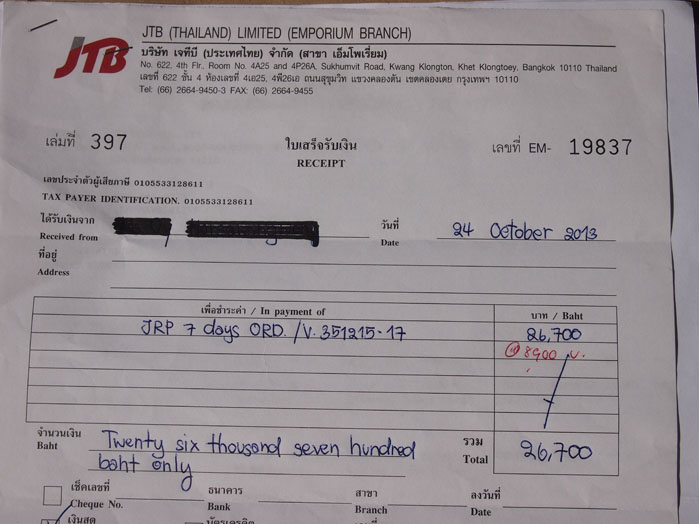 JTB
JTB (THAILAND) LIMITED (EMPORIUM BRANCH)
บริษัท เจทีบี (ประเทศไทย) จำกัด (สาขา เอ็มโพเรี่ยม)
No. 622, 4th Flr., Room No. 4A25 and 4P26A, Sukhumvit Road, Kwang Klongton, Khet Klongtoey, Bangkok 10110 Thailand
เลขที่ 622 ชั้น 4 ห้องเลขที่ 4เอ25, 4พี26เอ ถนนสุขุมวิท แขวงคลองตัน เขตคลองเตย กรุงเทพฯ 10110
Tel: (66) 2664-9450-3 FAX: (66) 2664-9455
เล่มที่ 397
ใบเสร็จรับเงิน
เลขที่ EM- 19837
RECEIPT
เลขประจำตัวผู้เสียภาษี 0105533128611
TAX PAYER IDENTIFICATION. 0105533128611
ได้รับเงินจาก
Received from
วันที่
Date
24 October 2013
ที่อยู่
Address
เพื่อชำระค่า / In payment of
บาท / Baht
JRP 7 days ORD. /V. 351215-17
26,700
@ 8900
จำนวนเงิน
Baht
Twenty six thousand seven hundred
baht only
รวม
Total
26,700
เช็คเลขที่
Cheque No.
ธนาคาร
Bank
สาขา
Branch
ลงวันที่
Date
เงินสด